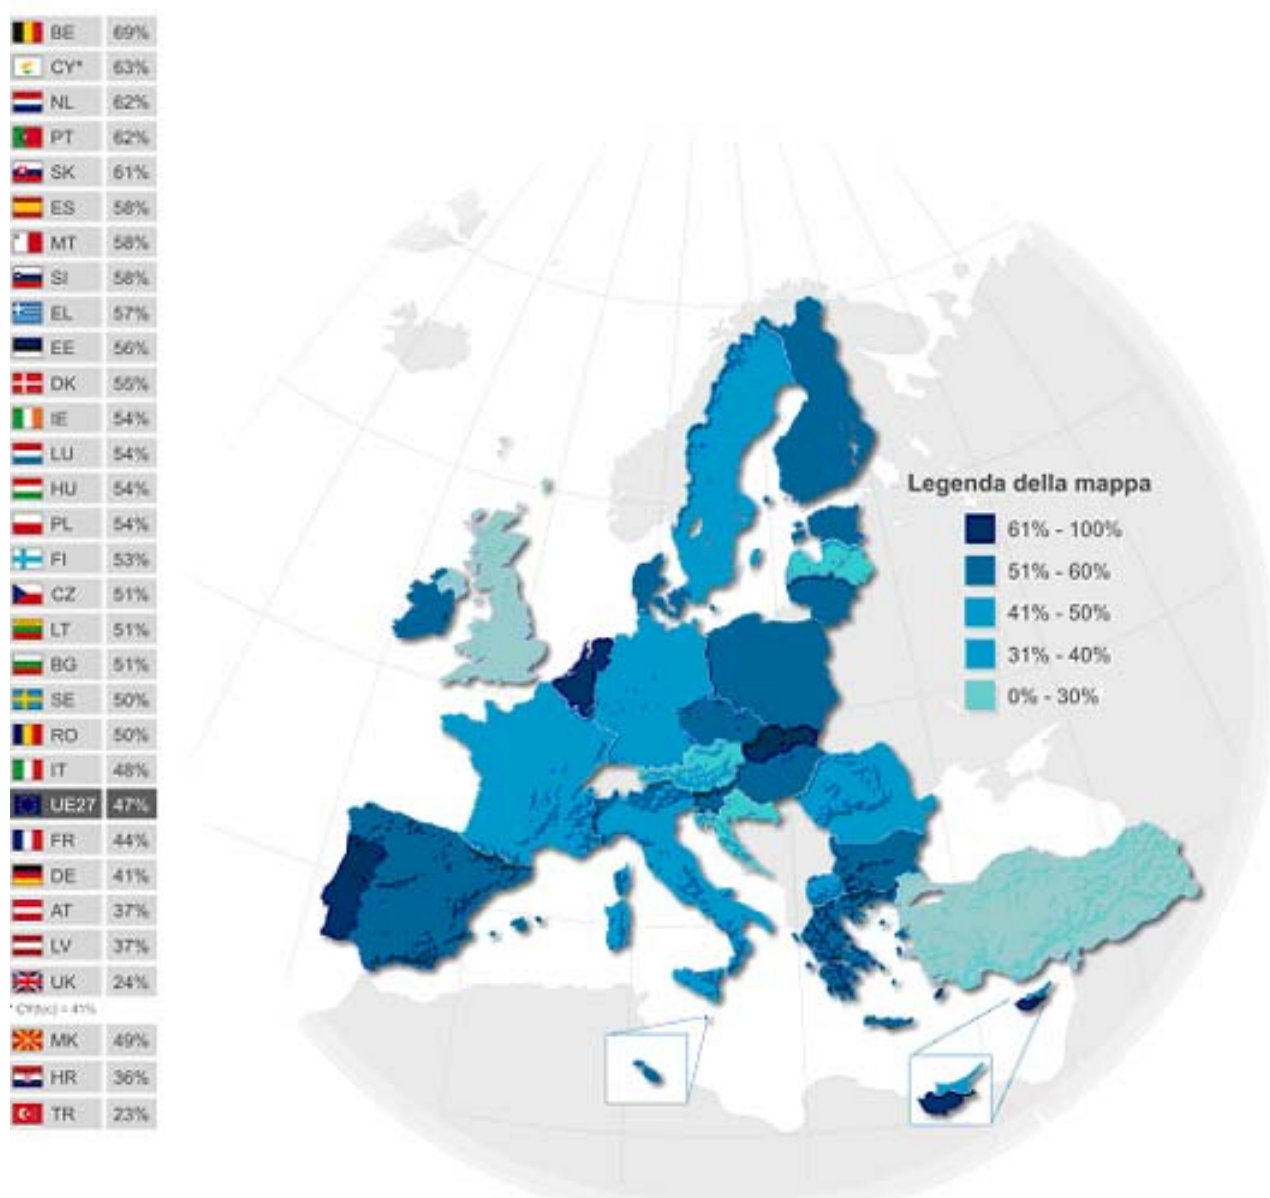 BE 69%
CY* 63%
NL 62%
PT 62%
SK 61%
ES 58%
MT 58%
SI 58%
EL 57%
EE 56%
DK 55%
IE 54%
LU 54%
HU 54%
PL 54%
FI 53%
CZ 51%
LT 51%
BG 51%
SE 50%
RO 50%
IT 48%
UE27 47%
FR 44%
DE 41%
AT 37%
LV 37%
UK 24%
* CY(tcc) = 41%
MK 49%
HR 36%
TR 23%
Legenda della mappa
61% - 100%
51% - 60%
41% - 50%
31% - 40%
0% - 30%